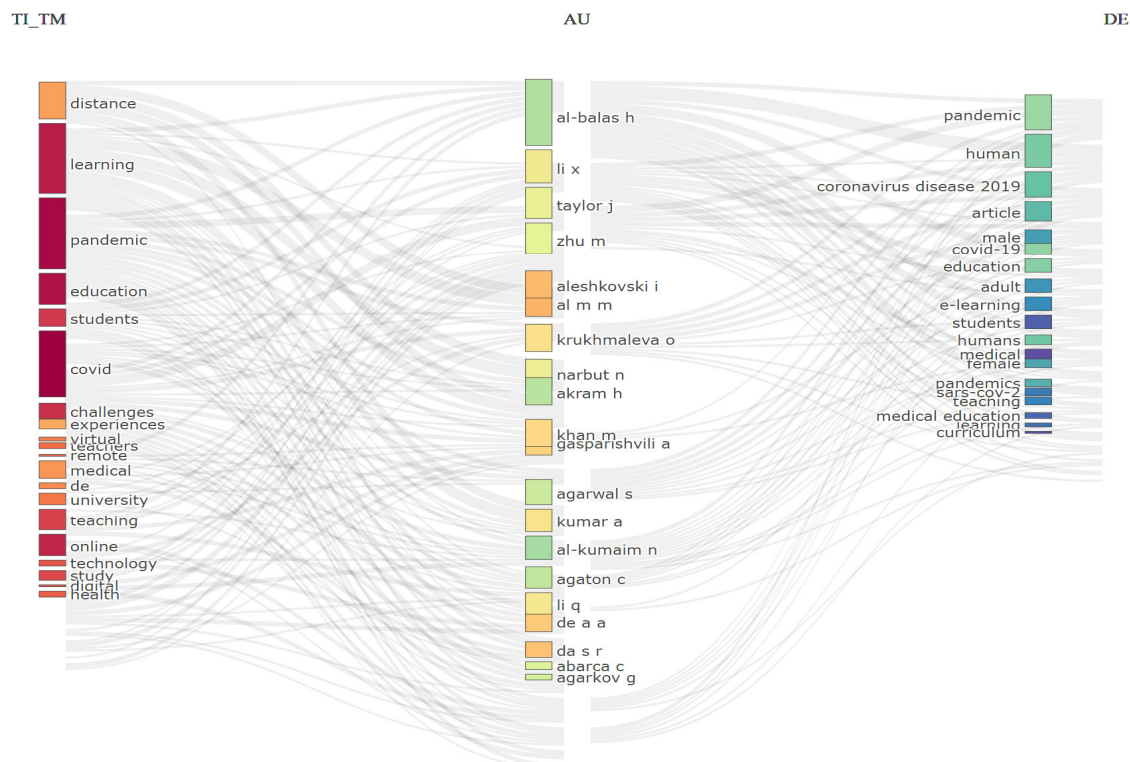 TI_TM
AU
DE
distance
learning
pandemic
education
students
covid
challenges
experiences
virtual
teachers
remote
medical
de
university
teaching
online
technology
study
digital
health
al-balas h
li x
taylor j
zhu m
aleshkovski i
al m m
krukhmaleva o
narbut n
akram h
khan m
gasparishvili a
agarwal s
kumar a
al-kumaim n
agaton c
li q
de a a
da s r
abarca c
agarkov g
pandemic
human
coronavirus disease 2019
article
male
covid-19
education
adult
e-learning
students
humans
medical
female
pandemics
sars-cov-2
teaching
medical education
learning
curriculum